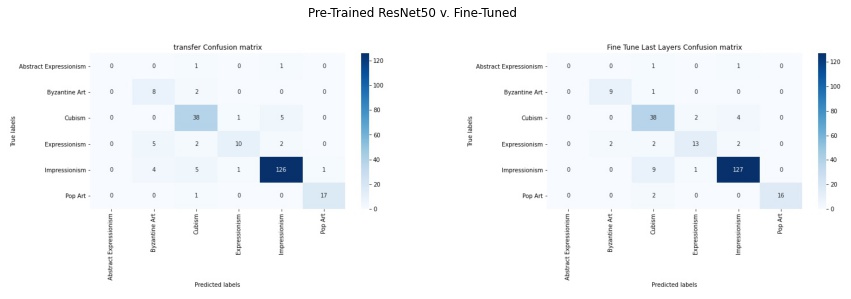 Pre-Trained ResNet50 v. Fine-Tuned
transfer Confusion matrix
True labels
Abstract Expressionism 0 0 1 0 1 0
Byzantine Art 8 2 0 0 0
0
Cubism 0 0 38 1 5 0
Expressionism 0 5 2 10 2 0
Impressionism 0 4 5 1 126 1
Pop Art 0 0 1 0 0 17
Abstract Expressionism
Byzantine Art
Cubism
Expressionism
Impressionism
Pop Art
Predicted labels
120
100
80
60
40
20
0
Fine Tune Last Layers Confusion matrix
True labels
Abstract Expressionism 0 0 1 0 1 0
Byzantine Art 0 9 1 0 0 0
Cubism 0 0 38 2 4 0
Expressionism 0 2 2 13 2 0
Impressionism 0 0 9 1 127 0
Pop Art 0 0 2 0 0 16
Abstract Expressionism
Byzantine Art
Cubism
Expressionism
Impressionism
Pop Art
Predicted labels
120
100
80
60
40
20
0